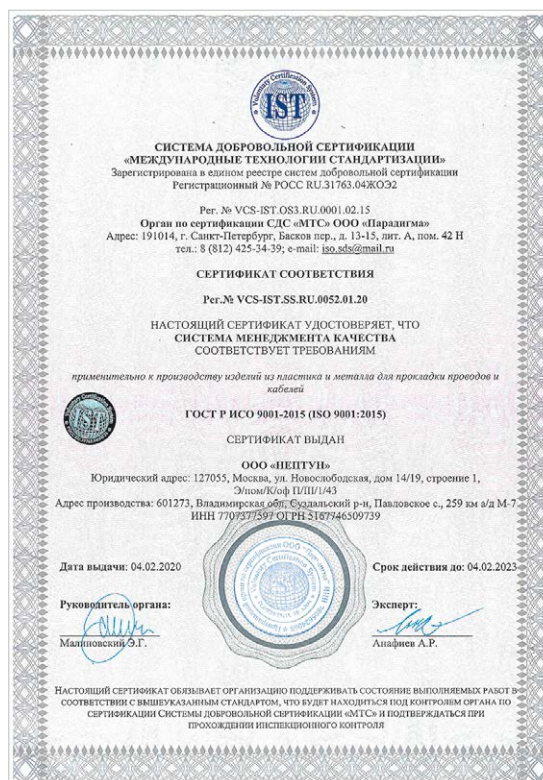 Voluntary Certification System
IST
СИСТЕМА ДОБРОВОЛЬНОЙ СЕРТИФИКАЦИИ
«МЕЖДУНАРОДНЫЕ ТЕХНОЛОГИИ СТАНДАРТИЗАЦИИ»
Зарегистрирована в едином реестре систем добровольной сертификации
Регистрационный № РОСС RU.31763.04ЖОЭ2
Рег. № VCS-IST.OS3.RU.0001.02.15
Орган по сертификации СДС «МТС» ООО «Парадигма»
Адрес: 191014, г. Санкт-Петербург, Басков пер., д. 13-15, лит. А, пом. 42 Н
тел.: 8 (812) 425-34-39; e-mail: iso.sds@mail.ru
СЕРТИФИКАТ СООТВЕТСТВИЯ
Рег.№ VCS-IST.SS.RU.0052.01.20
НАСТОЯЩИЙ СЕРТИФИКАТ УДОСТОВЕРЯЕТ, ЧТО
СИСТЕМА МЕНЕДЖМЕНТА КАЧЕСТВА
СООТВЕТСТВУЕТ ТРЕБОВАНИЯМ
применительно к производству изделий из пластика и металла для прокладки проводов и
кабелей
IST
ГОСТ Р ИСО 9001-2015 (ISO 9001:2015)
СЕРТИФИКАТ ВЫДАН
ООО «НЕПТУН»
Юридический адрес: 127055, Москва, ул. Новослободская, дом 14/19, строение 1,
Э/пом/К/оф П/III/1/43
Адрес производства: 601273, Владимирская обл, Суздальский р-н, Павловское с., 259 км а/д М-7
ИНН 7707377597 ОГРН 5167746509739
Дата выдачи: 04.02.2020
Срок действия до: 04.02.2023
Руководитель органа:
Эксперт:
Малиновский Э.Г.
Анафиев А.Р.
НАСТОЯЩИЙ СЕРТИФИКАТ ОБЯЗЫВАЕТ ОРГАНИЗАЦИЮ ПОДДЕРЖИВАТЬ СОСТОЯНИЕ ВЫПОЛНЯЕМЫХ РАБОТ В
СООТВЕТСТВИИ С ВЫШЕУКАЗАННЫМ СТАНДАРТОМ, ЧТО БУДЕТ НАХОДИТЬСЯ ПОД КОНТРОЛЕМ ОРГАНА ПО
СЕРТИФИКАЦИИ СИСТЕМЫ ДОБРОВОЛЬНОЙ СЕРТИФИКАЦИИ «МТС» И ПОДТВЕРЖДАТЬСЯ ПРИ
ПРОХОЖДЕНИИ ИНСПЕКЦИОННОГО КОНТРОЛЯ